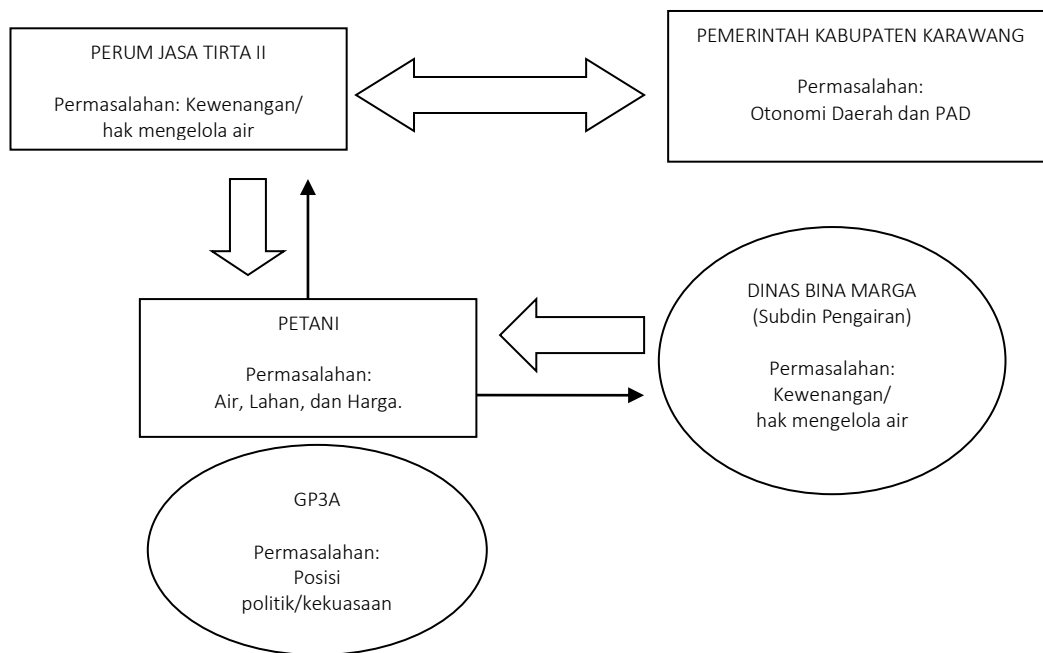 PERUM JASA TIRTA II
Permasalahan: Kewenangan/
hak mengelola air
PEMERINTAH KABUPATEN KARAWANG
Permasalahan:
Otonomi Daerah dan PAD
PETANI
Permasalahan:
Air, Lahan, dan Harga.
DINAS BINA MARGA
(Subdin Pengairan)
Permasalahan:
Kewenangan/
hak mengelola air
GP3A
Permasalahan:
Posisi
politik/kekuasaan